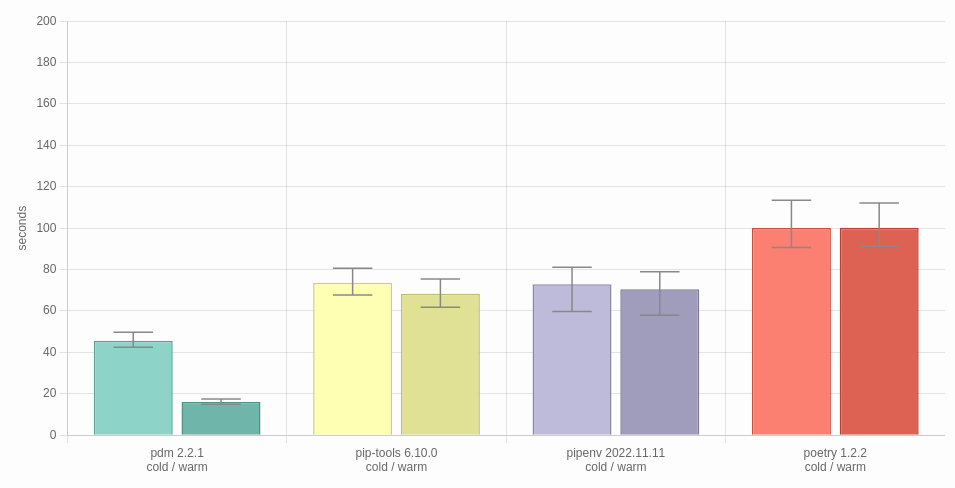 200
180
160
140
120
100
80
60
40
20
0
seconds
pdm 2.2.1
cold / warm
pip-tools 6.10.0
cold / warm
pipenv 2022.11.11
cold / warm
poetry 1.2.2
cold / warm